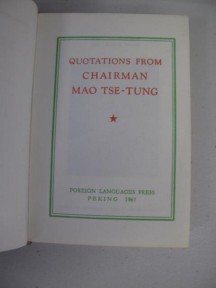 QUOTATIONS FROM
CHAIRMAN
MAO TSE-TUNG
FOREIGN LANGUAGES PRESS
PEKING 1967